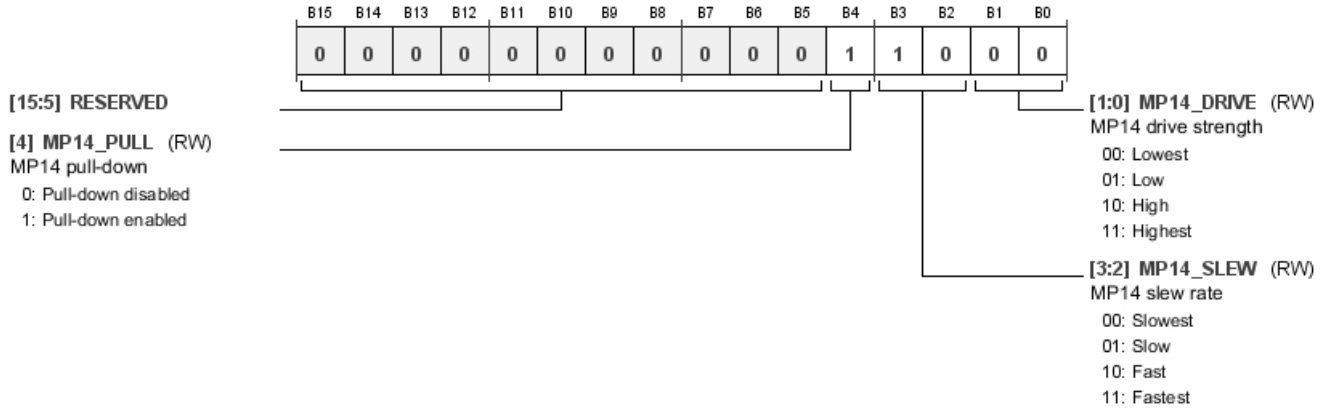 B15 B14 B13 B12 B11 B10 B9 B8 B7 B6 B5 B4 B3 B2 B1 B0
0 0 0 0 0 0 0 0 0 0 0 1 1 0 0 0
[15:5] RESERVED
[4] MP14_PULL (RW)
MP14 pull-down
0: Pull-down disabled
1: Pull-down enabled
[1:0] MP14_DRIVE (RW)
MP14 drive strength
00: Lowest
01: Low
10: High
11: Highest
[3:2] MP14_SLEW (RW)
MP14 slew rate
00: Slowest
01: Slow
10: Fast
11: Fastest